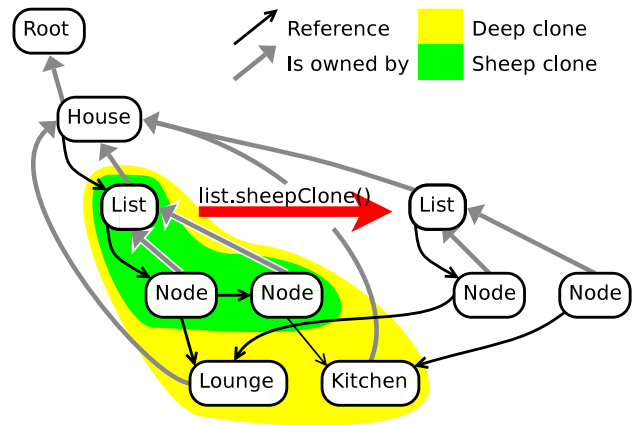 Root
Reference
Deep clone
Is owned by
Sheep clone
House
list.sheepClone()
List
List
Node
Node
Node
Node
Lounge
Kitchen